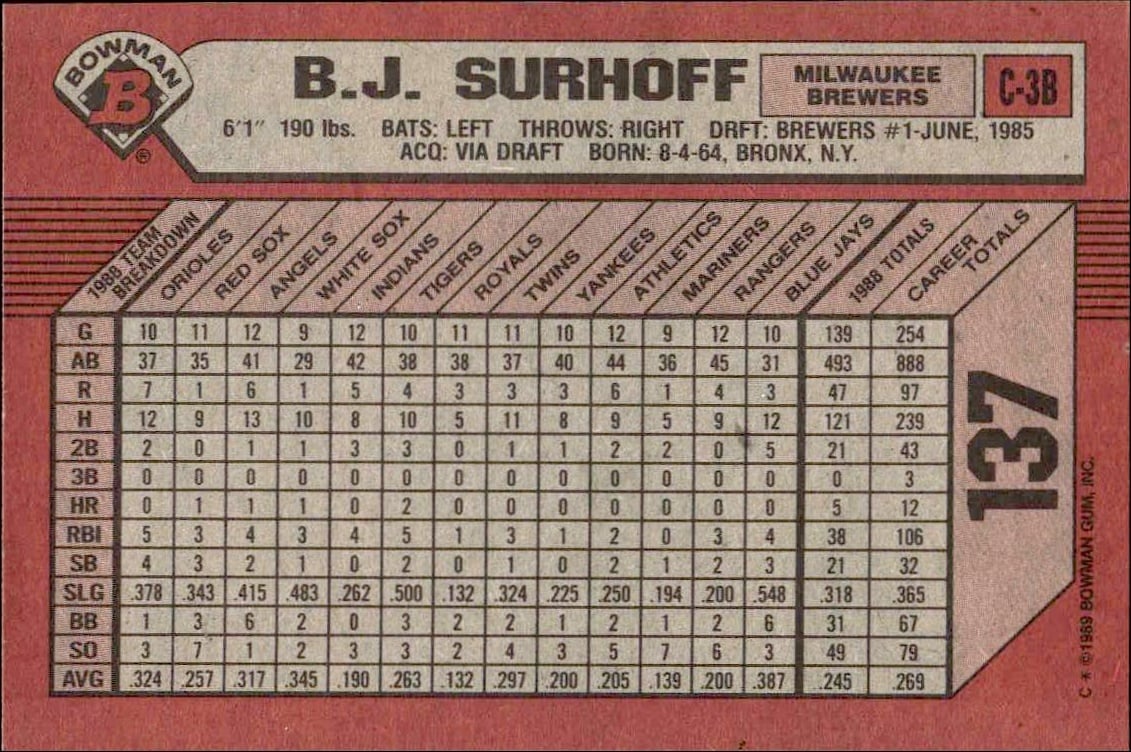 BOWMAN
B
®
B.J. SURHOFF
MILWAUKEE
BREWERS
C-3B
6'1" 190 lbs. BATS: LEFT THROWS: RIGHT DRFT: BREWERS #1-JUNE, 1985
ACQ: VIA DRAFT BORN: 8-4-64, BRONX, N.Y.
1988 TEAM BREAKDOWN ORIOLES RED SOX ANGELS WHITE SOX INDIANS TIGERS ROYALS TWINS YANKEES ATHLETICS MARINERS RANGERS BLUE JAYS 1988 TOTALS CAREER TOTALS
G 10 11 12 9 12 10 11 11 10 12 9 12 10 139 254
AB 37 35 41 29 42 38 38 37 40 44 36 45 31 493 888
R 7 1 6 1 5 4 3 3 3 6 1 4 3 47 97
H 12 9 13 10 8 10 5 11 8 9 5 9 12 121 239
2B 2 0 1 1 3 3 0 1 1 2 2 0 5 21 43
3B 0 0 0 0 0 0 0 0 0 0 0 0 0 0 3
HR 0 1 1 1 0 2 0 0 0 0 0 0 0 5 12
RBI 5 3 4 3 4 5 1 3 1 2 0 3 4 38 106
SB 4 3 2 1 0 2 0 1 0 2 1 2 3 21 32
SLG .378 .343 .415 .483 .262 .500 .132 .324 .225 .250 .194 .200 .548 .318 .365
BB 1 3 6 2 0 3 2 2 1 2 1 2 6 31 67
SO 3 7 1 2 3 3 2 4 3 5 7 6 3 49 79
AVG .324 .257 .317 .345 .190 .263 .132 .297 .200 .205 .139 .200 .387 .245 .269
137
C * ©1989 BOWMAN GUM, INC.